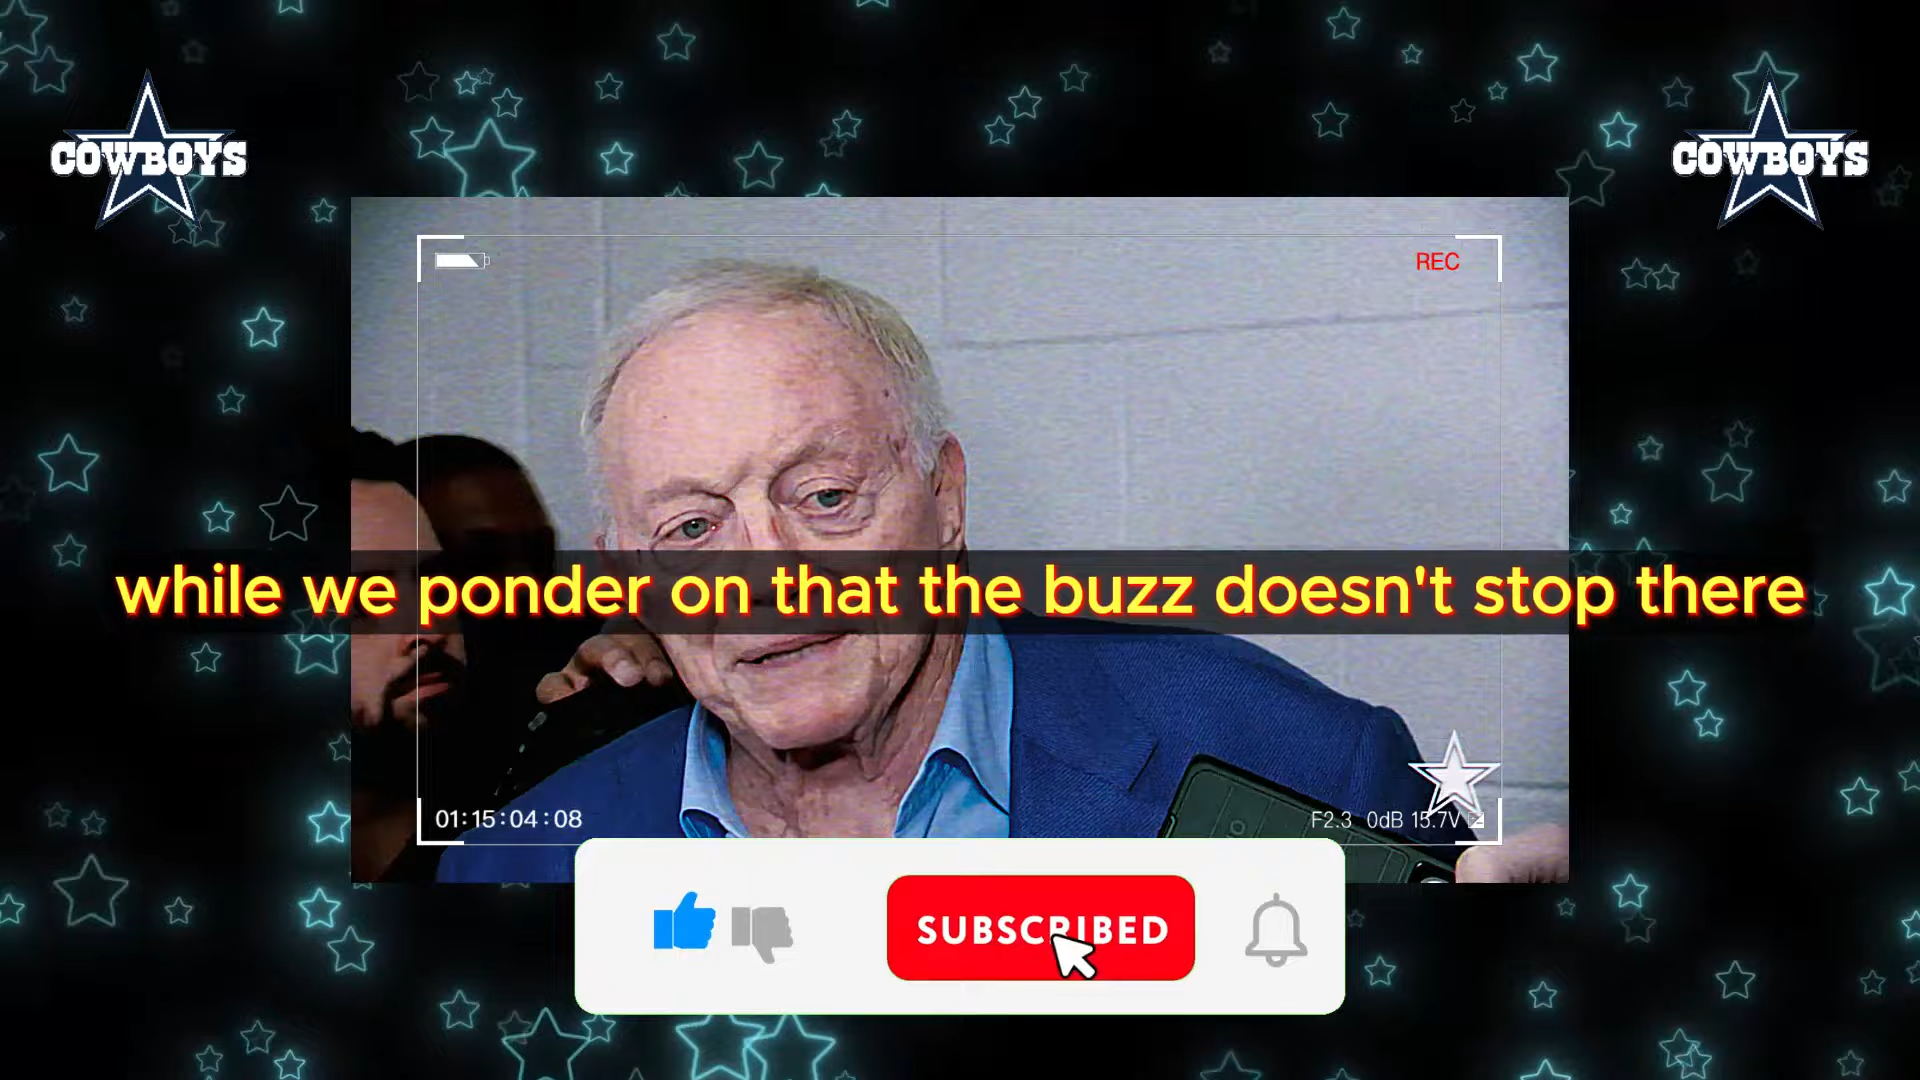 COWBOYS
COWBOYS
REC
while we ponder on that the buzz doesn't stop there
01:15:04:08
F2.3 0dB 15.7V
SUBSCRIBED